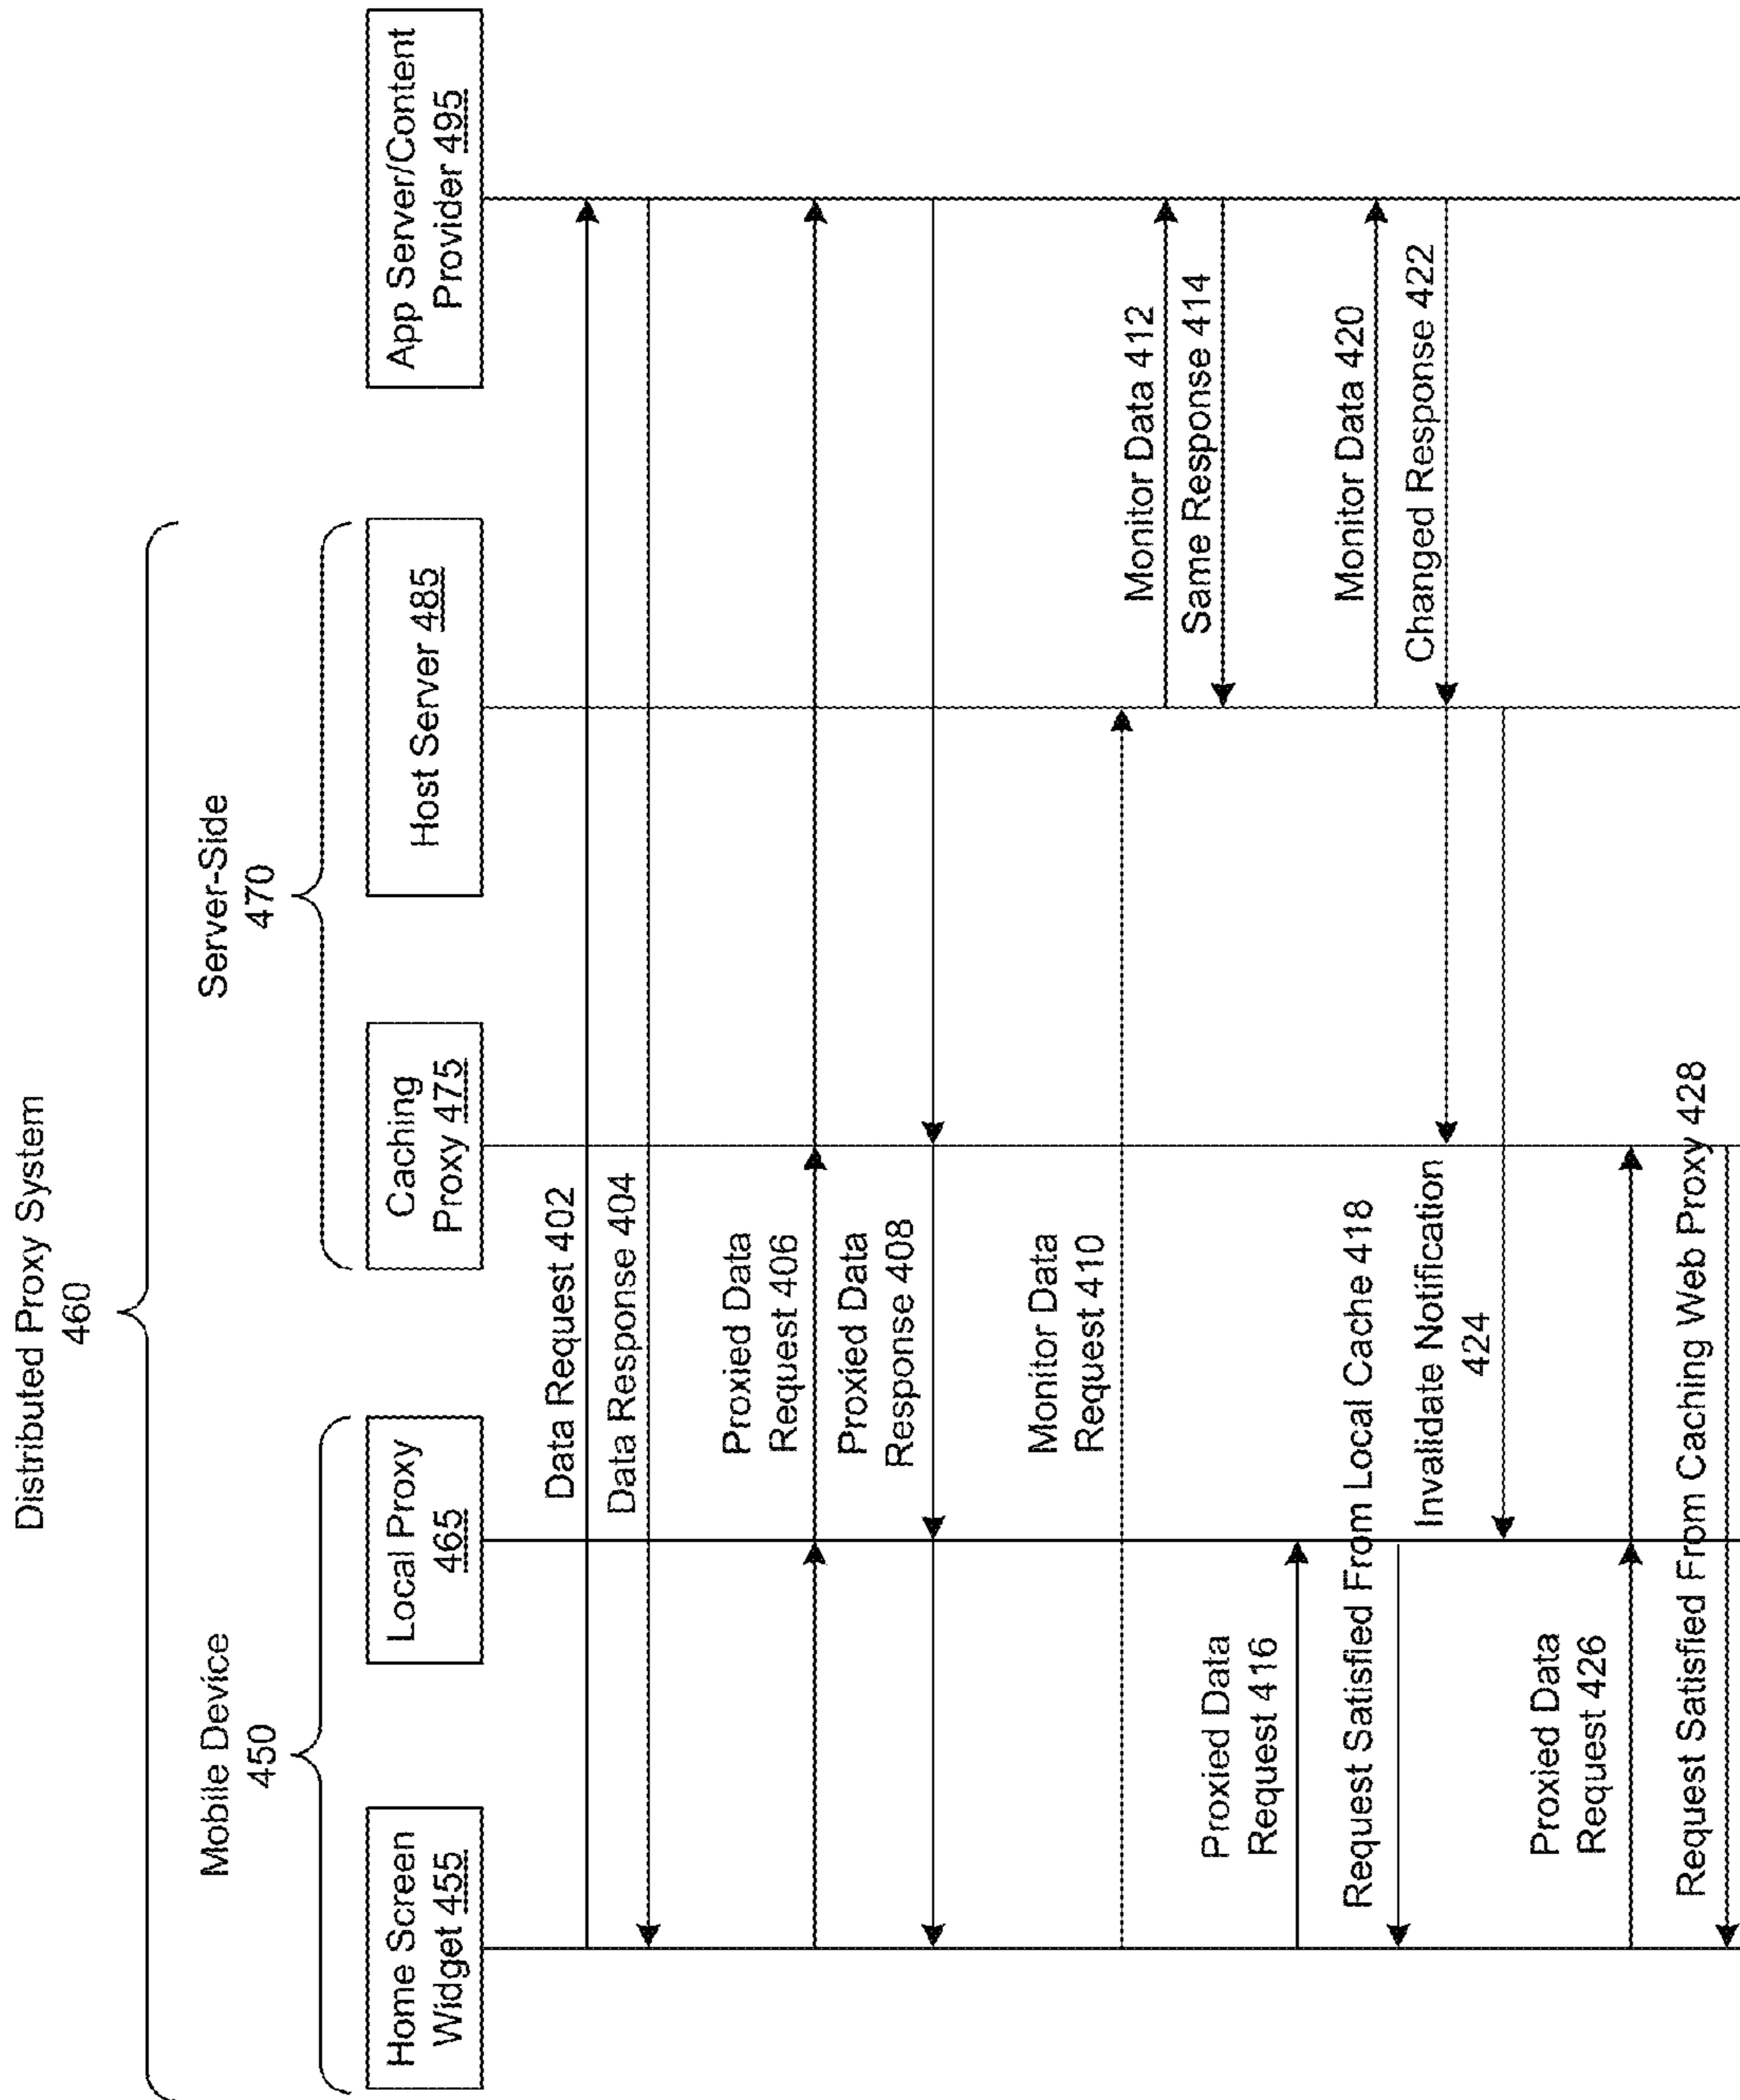 Distributed Proxy System
460
Mobile Device
450
Server-Side
470
Home Screen
Widget 455
Local Proxy
465
Caching
Proxy 475
Host Server 485
App Server/Content
Provider 495
Data Request 402
Data Response 404
Proxied Data
Request 406
Proxied Data
Response 408
Monitor Data
Request 410
Monitor Data 412
Same Response 414
Proxied Data
Request 416
Request Satisfied From Local Cache 418
Monitor Data 420
Changed Response 422
Invalidate Notification
424
Proxied Data
Request 426
Request Satisfied From Caching Web Proxy 428